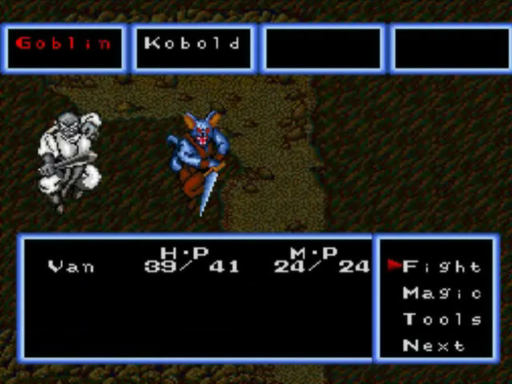 Goblin Kobold
H·P M·P
Van 39/ 41 24/ 24
Fight
Magic
Tools
Next